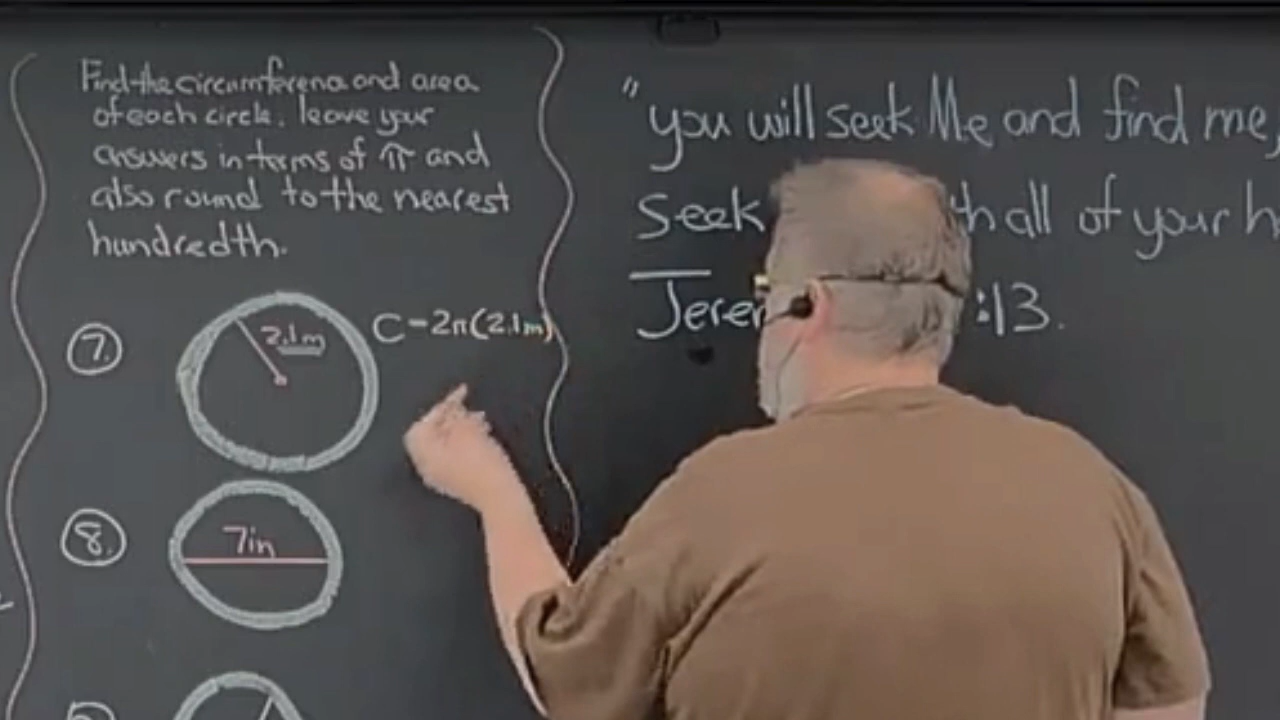 Find the circumference and area
of each circle. leave your
answers in terms of π and
also round to the nearest
hundredth.
7.
2.1m
C=2π(2.1m)
8.
7in
"you will seek Me and find me,
seek all of your
:13.